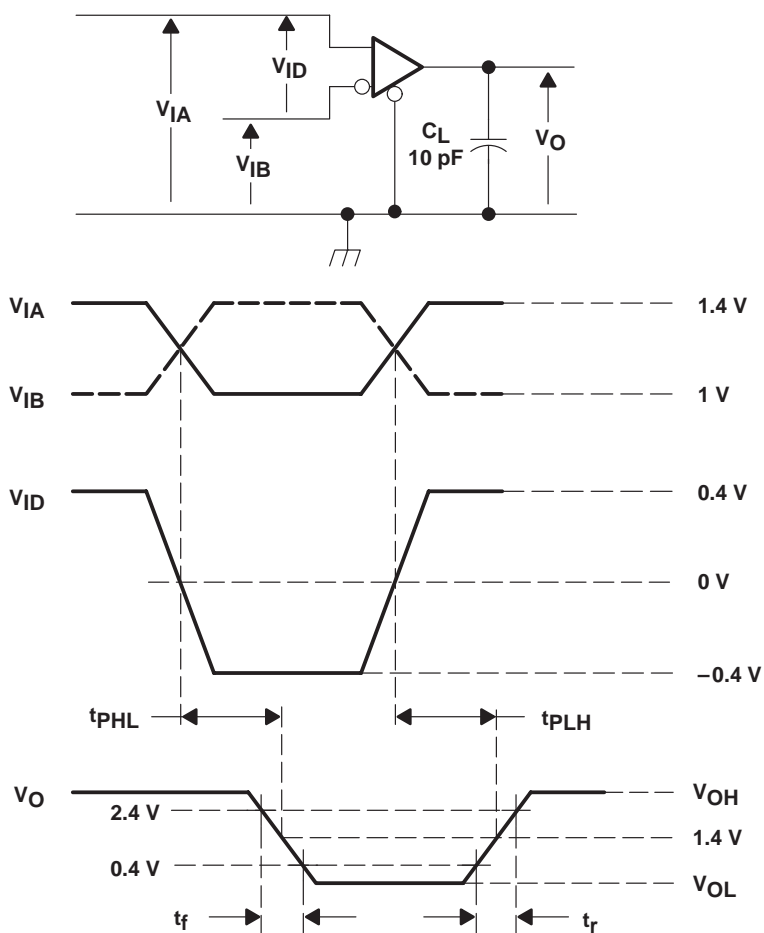 VID
VIA
VIB
CL
10 pF
VO
VIA
1.4 V
VIB
1 V
VID
0.4 V
0 V
–0.4 V
tPHL
tPLH
VO
VOH
2.4 V
1.4 V
0.4 V
VOL
tf
tr